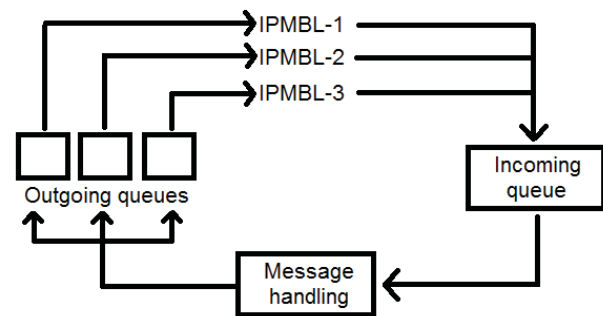 IPMBL-1
IPMBL-2
IPMBL-3
Outgoing queues
Incoming
queue
Message
handling